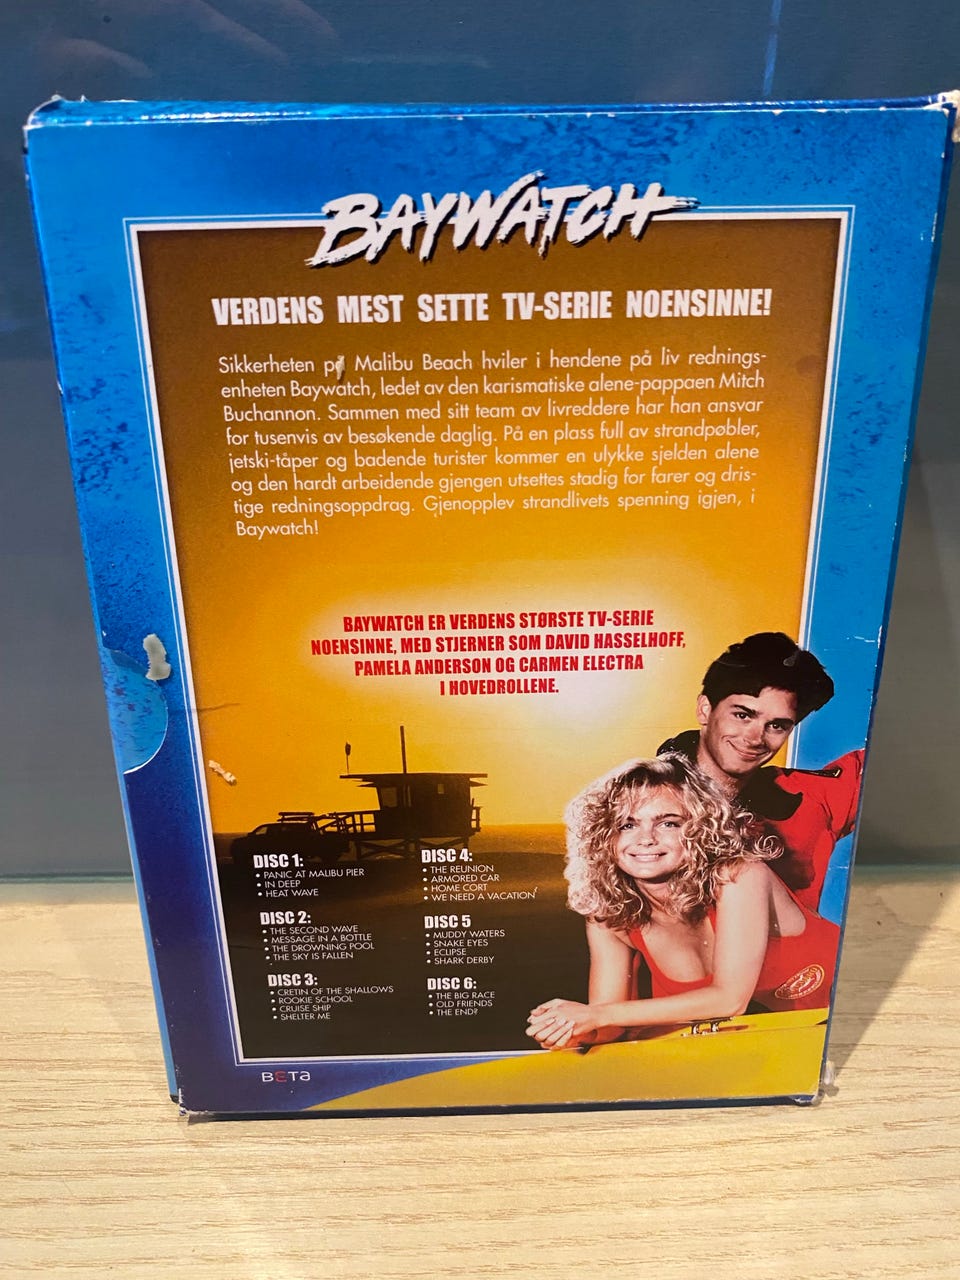 BAYWATCH
VERDENS MEST SETTE TV-SERIE NOENSINNE!
Sikkerheten på Malibu Beach hviler i hendene på liv rednings-
enheten Baywatch, ledet av den karismatiske alene-pappaen Mitch
Buchannon. Sammen med sitt team av livreddere har han ansvar
for tusenvis av besøkende daglig. På en plass full av strandpøbler,
jetski-tåper og badende turister kommer en ulykke sjelden alene
og den hardt arbeidende gjengen utsettes stadig for farer og dris-
tige redningsoppdrag. Gjenopplev strandlivets spenning igjen, i
Baywatch!
BAYWATCH ER VERDENS STØRSTE TV-SERIE
NOENSINNE, MED STJERNER SOM DAVID HASSELHOFF,
PAMELA ANDERSON OG CARMEN ELECTRA
I HOVEDROLLENE.
DISC 1:
• PANIC AT MALIBU PIER
• IN DEEP
• HEAT WAVE
DISC 2:
• THE SECOND WAVE
• MESSAGE IN A BOTTLE
• THE DROWNING POOL
• THE SKY IS FALLEN
DISC 3:
• CRETIN OF THE SHALLOWS
• ROOKIE SCHOOL
• CRUISE SHIP
• SHELTER ME
DISC 4:
• THE REUNION
• ARMORED CAR
• HOME CORT
• WE NEED A VACATION
DISC 5
• MUDDY WATERS
• SNAKE EYES
• ECLIPSE
• SHARK DERBY
DISC 6:
• THE BIG RACE
• OLD FRIENDS
• THE END?
BETA